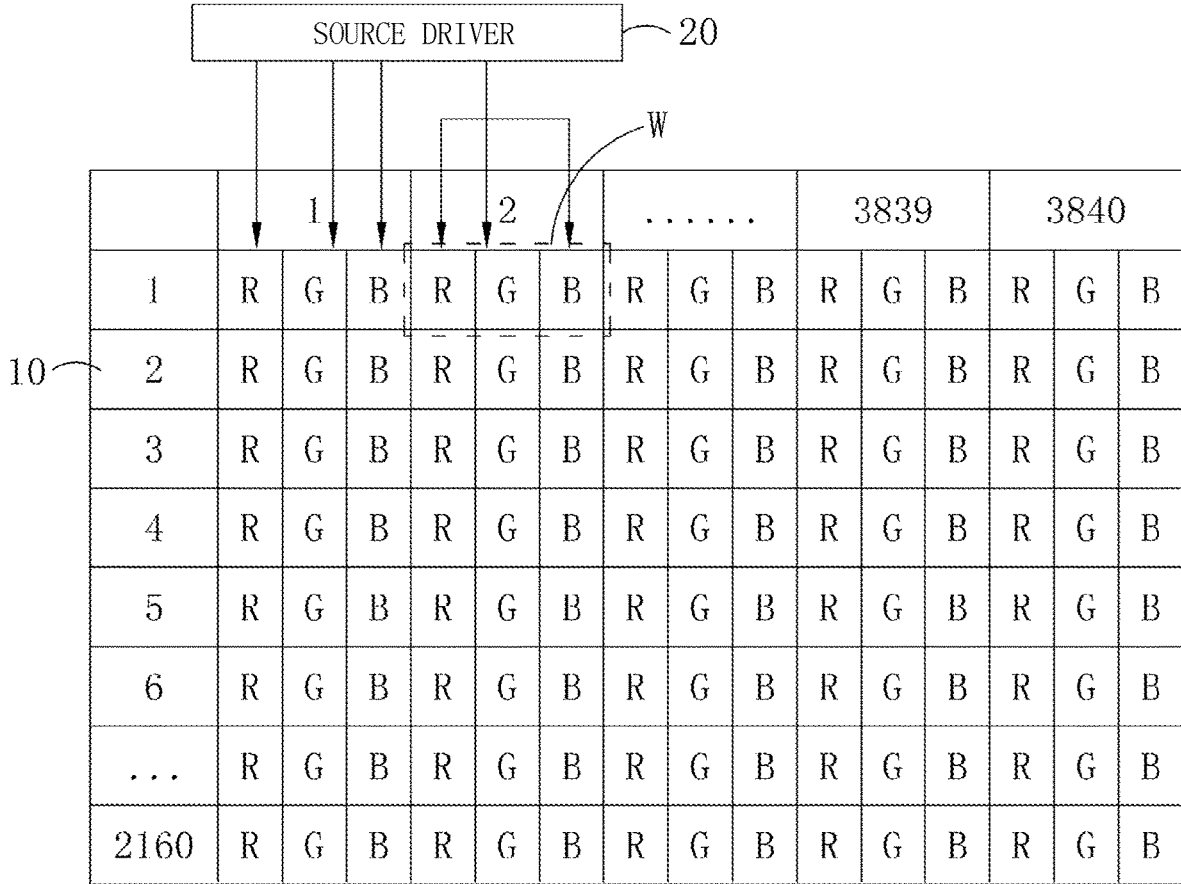 SOURCE DRIVER 20
W
1 2 ...... 3839 3840
1 R G B R G B R G B R G B R G B
10 2 R G B R G B R G B R G B R G B
3 R G B R G B R G B R G B R G B
4 R G B R G B R G B R G B R G B
5 R G B R G B R G B R G B R G B
6 R G B R G B R G B R G B R G B
... R G B R G B R G B R G B R G B
2160 R G B R G B R G B R G B R G B